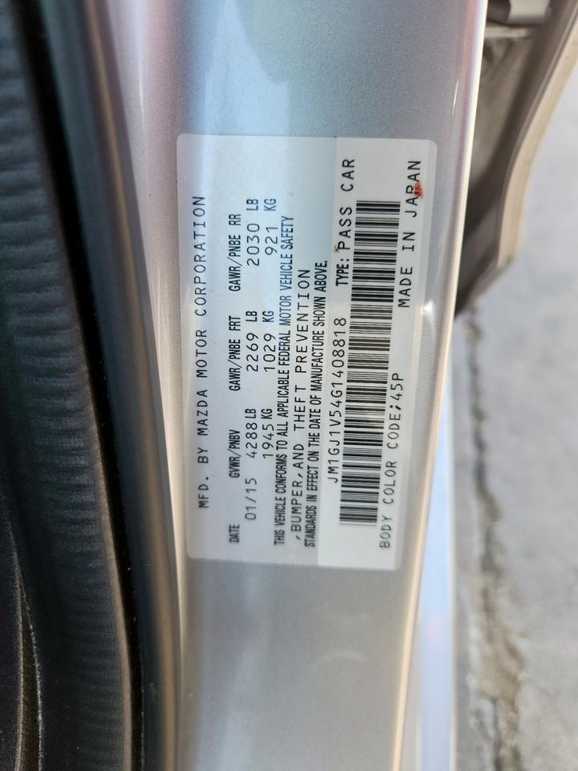 MFD. BY MAZDA MOTOR CORPORATION
DATE GVWR/PNBV GAWR/PNBE FRT GAWR/PNBE RR
01/15 4288 LB 2269 LB 2030 LB
1945 KG 1029 KG 921 KG
THIS VEHICLE CONFORMS TO ALL APPLICABLE FEDERAL MOTOR VEHICLE SAFETY
,BUMPER,AND THEFT PREVENTION
STANDARDS IN EFFECT ON THE DATE OF MANUFACTURE SHOWN ABOVE.
JM1GJ1V54G1408818 TYPE: PASS CAR
BODY COLOR CODE;45P MADE IN JAPAN